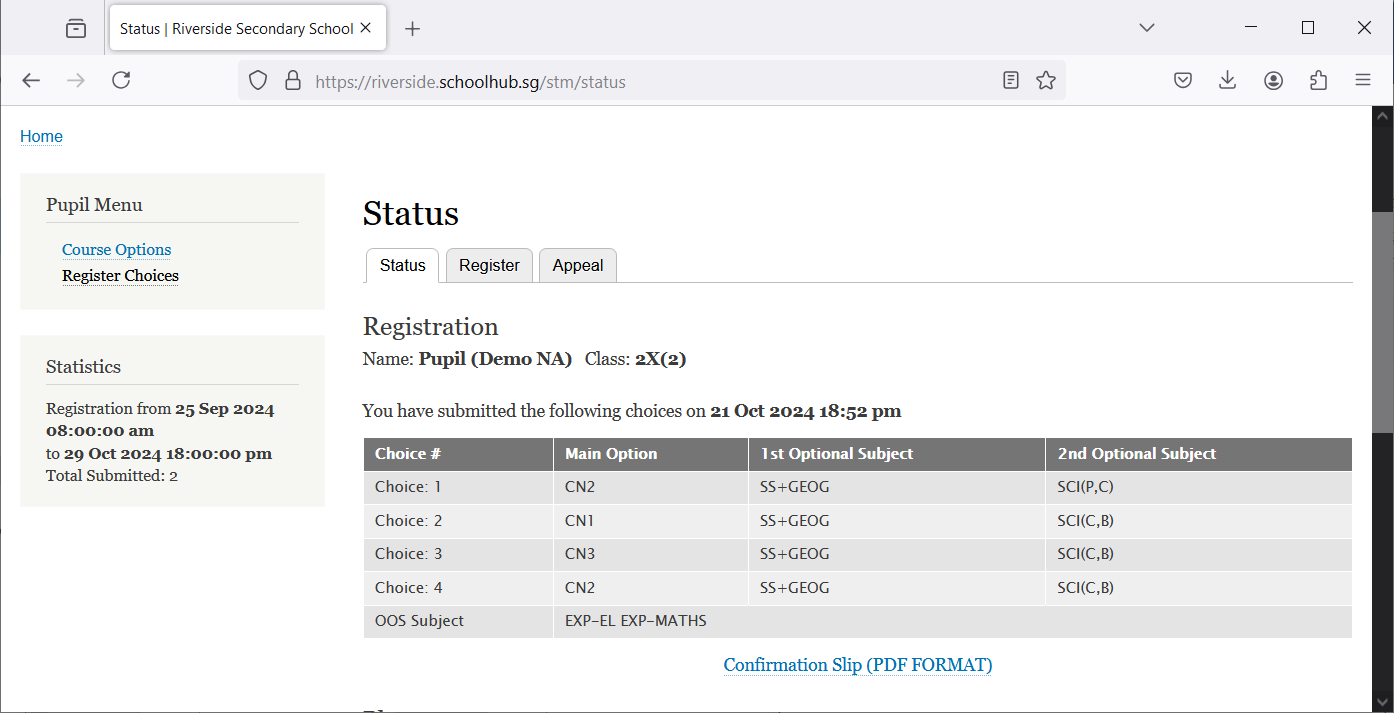 Status | Riverside Secondary School
https://riverside.schoolhub.sg/stm/status
Home
Pupil Menu
Course Options
Register Choices
Statistics
Registration from 25 Sep 2024
08:00:00 am
to 29 Oct 2024 18:00:00 pm
Total Submitted: 2
Status
Status Register Appeal
Registration
Name: Pupil (Demo NA) Class: 2X(2)
You have submitted the following choices on 21 Oct 2024 18:52 pm
Choice # Main Option 1st Optional Subject 2nd Optional Subject
Choice: 1 CN2 SS+GEOG SCI(P,C)
Choice: 2 CN1 SS+GEOG SCI(C,B)
Choice: 3 CN3 SS+GEOG SCI(C,B)
Choice: 4 CN2 SS+GEOG SCI(C,B)
OOS Subject EXP-EL EXP-MATHS
Confirmation Slip (PDF FORMAT)